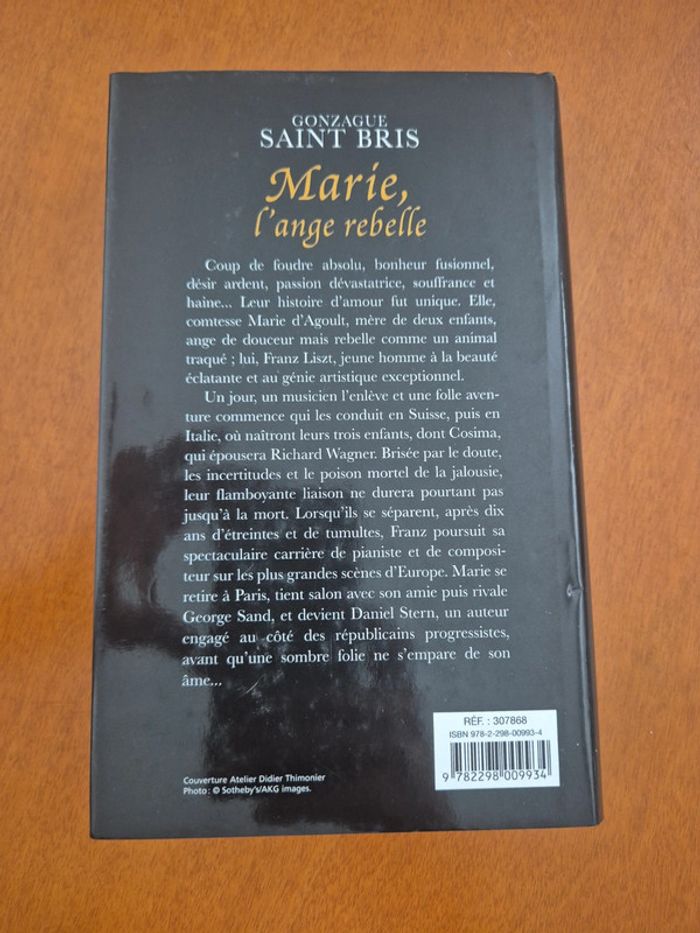 GONZAGUE
SAINT BRIS
Marie,
l'ange rebelle
Coup de foudre absolu, bonheur fusionnel,
désir ardent, passion dévastatrice, souffrance et
haine... Leur histoire d'amour fut unique. Elle,
comtesse Marie d'Agoult, mère de deux enfants,
ange de douceur mais rebelle comme un animal
traqué ; lui, Franz Liszt, jeune homme à la beauté
éclatante et au génie artistique exceptionnel.
Un jour, un musicien l'enlève et une folle aven-
ture commence qui les conduit en Suisse, puis en
Italie, où naîtront leurs trois enfants, dont Cosima,
qui épousera Richard Wagner. Brisée par le doute,
les incertitudes et le poison mortel de la jalousie,
leur flamboyante liaison ne durera pourtant pas
jusqu'à la mort. Lorsqu'ils se séparent, après dix
ans d'étreintes et de tumultes, Franz poursuit sa
spectaculaire carrière de pianiste et de composi-
teur sur les plus grandes scènes d'Europe. Marie se
retire à Paris, tient salon avec son amie puis rivale
George Sand, et devient Daniel Stern, un auteur
engagé au côté des républicains progressistes,
avant qu'une sombre folie ne s'empare de son
âme...
RÉF. : 307868
ISBN 978-2-298-00993-4
9 782298 009934
Couverture Atelier Didier Thimonier
Photo : © Sotheby's/AKG images.